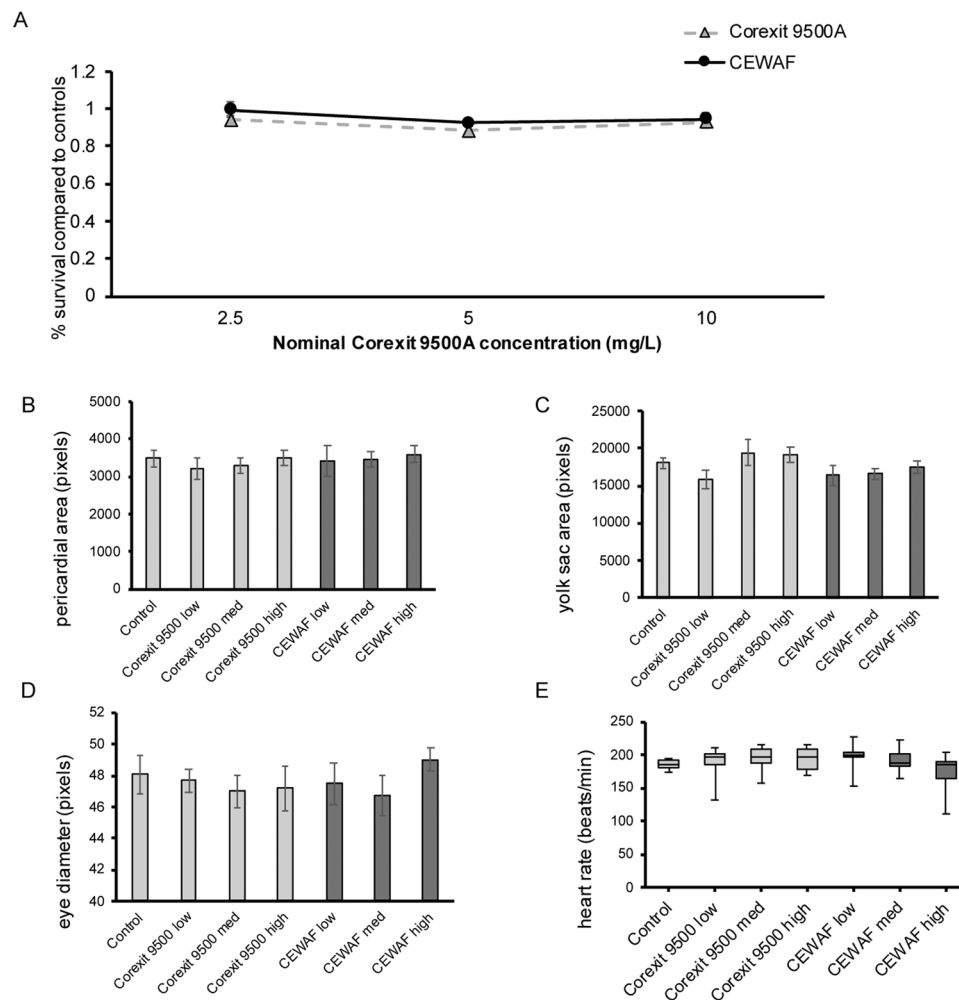 A
Corexit 9500A
CEWAF
% survival compared to controls
1.2
1
0.8
0.6
0.4
0.2
0
2.5
5
10
Nominal Corexit 9500A concentration (mg/L)
B
pericardial area (pixels)
5000
4000
3000
2000
1000
0
Control
Corexit 9500 low
Corexit 9500 med
Corexit 9500 high
CEWAF low
CEWAF med
CEWAF high
C
yolk sac area (pixels)
25000
20000
15000
10000
5000
0
Control
Corexit 9500 low
Corexit 9500 med
Corexit 9500 high
CEWAF low
CEWAF med
CEWAF high
D
eye diameter (pixels)
52
50
48
46
44
42
40
Control
Corexit 9500 low
Corexit 9500 med
Corexit 9500 high
CEWAF low
CEWAF med
CEWAF high
E
heart rate (beats/min)
250
200
150
100
50
0
Control
Corexit 9500 low
Corexit 9500 med
Corexit 9500 high
CEWAF low
CEWAF med
CEWAF high